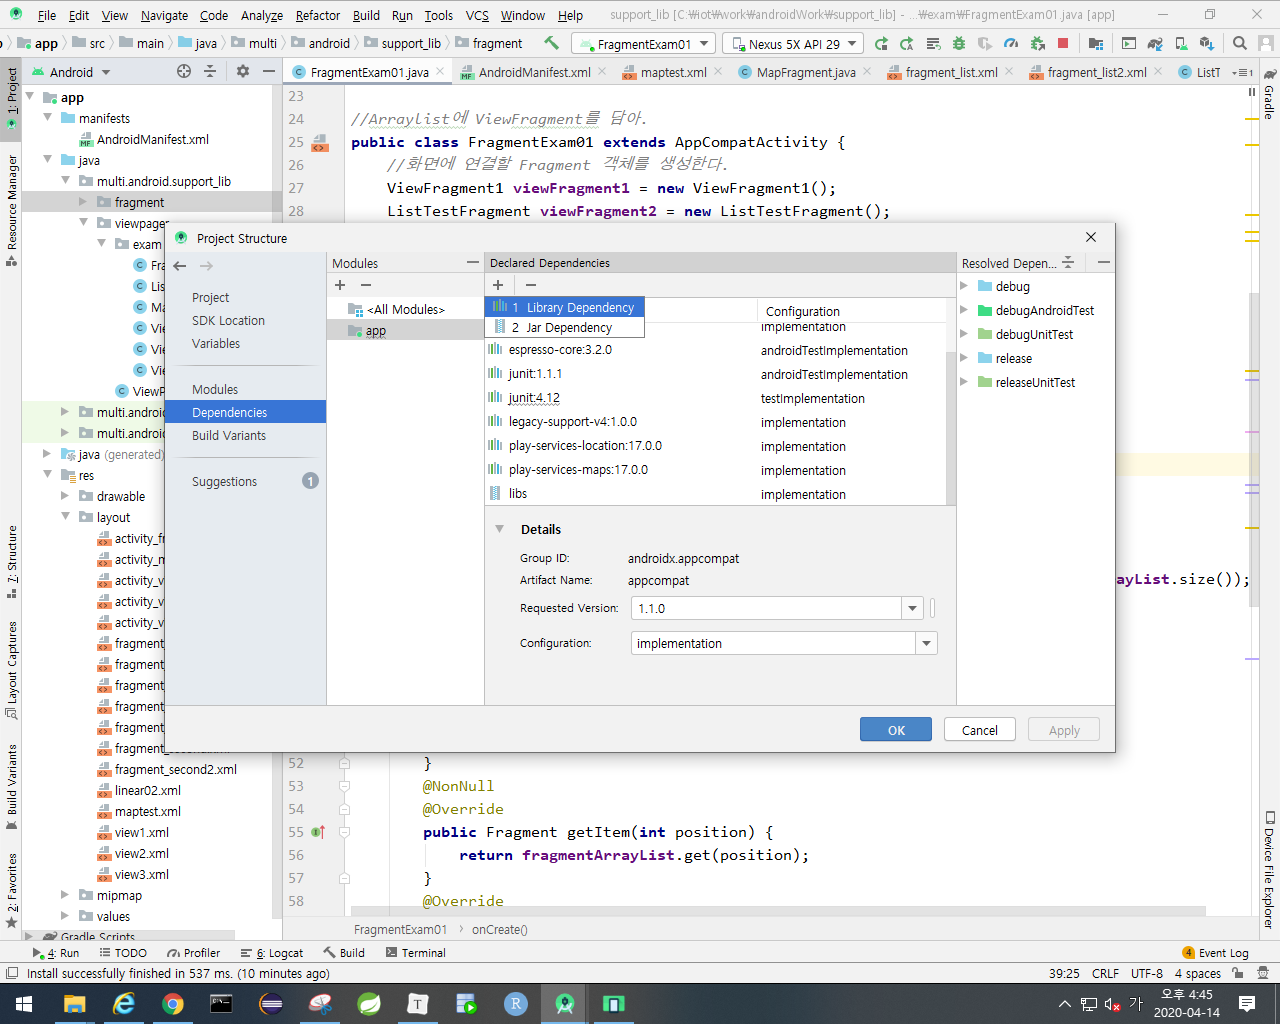 File Edit View Navigate Code Analyze Refactor Build Run Tools VCS Window Help support_lib [C:₩iot₩work₩androidWork₩support_lib] - ...₩exam₩FragmentExam01.java [app]
app src main java multi android support_lib fragment FragmentExam01 Nexus 5X API 29
Android FragmentExam01.java AndroidManifest.xml maptest.xml MapFragment.java fragment_list.xml fragment_list2.xml ListT
1: Project
Resource Manager
7: Structure
Layout Captures
Build Variants
2: Favorites
app
manifests
AndroidManifest.xml
java
multi.android.support_lib
fragment
viewpager
exam
Fra
Lis
Ma
Vie
Vie
Vie
ViewP
multi.android
multi.android
java (generated)
res
drawable
layout
activity_fr
activity_m
activity_v
activity_v
activity_v
fragment
fragment
fragment
fragment
fragment
fragment_second.xml
fragment_second2.xml
linear02.xml
maptest.xml
view1.xml
view2.xml
view3.xml
mipmap
values
Gradle Scripts
23
24 //Arraylist에 ViewFragment를 담아.
25 public class FragmentExam01 extends AppCompatActivity {
26 //화면에 연결할 Fragment 객체를 생성한다.
27 ViewFragment1 viewFragment1 = new ViewFragment1();
28 ListTestFragment viewFragment2 = new ListTestFragment();
Project Structure
Project
SDK Location
Variables
Modules
Dependencies
Build Variants
Suggestions 1
Modules
<All Modules>
app
Declared Dependencies
1 Library Dependency
2 Jar Dependency
Configuration
implementation
espresso-core:3.2.0 androidTestImplementation
junit:1.1.1 androidTestImplementation
junit:4.12 testImplementation
legacy-support-v4:1.0.0 implementation
play-services-location:17.0.0 implementation
play-services-maps:17.0.0 implementation
libs implementation
Details
Group ID: androidx.appcompat
Artifact Name: appcompat
Requested Version: 1.1.0
Configuration: implementation
Resolved Depen...
debug
debugAndroidTest
debugUnitTest
release
releaseUnitTest
OK Cancel Apply
ayList.size());
52 }
53 @NonNull
54 @Override
55 public Fragment getItem(int position) {
56 return fragmentArrayList.get(position);
57 }
58 @Override
FragmentExam01 onCreate()
Gradle
Device File Explorer
4: Run TODO Profiler 6: Logcat Build Terminal 4 Event Log
Install successfully finished in 537 ms. (10 minutes ago) 39:25 CRLF UTF-8 4 spaces
T R 가 오후 4:45
2020-04-14